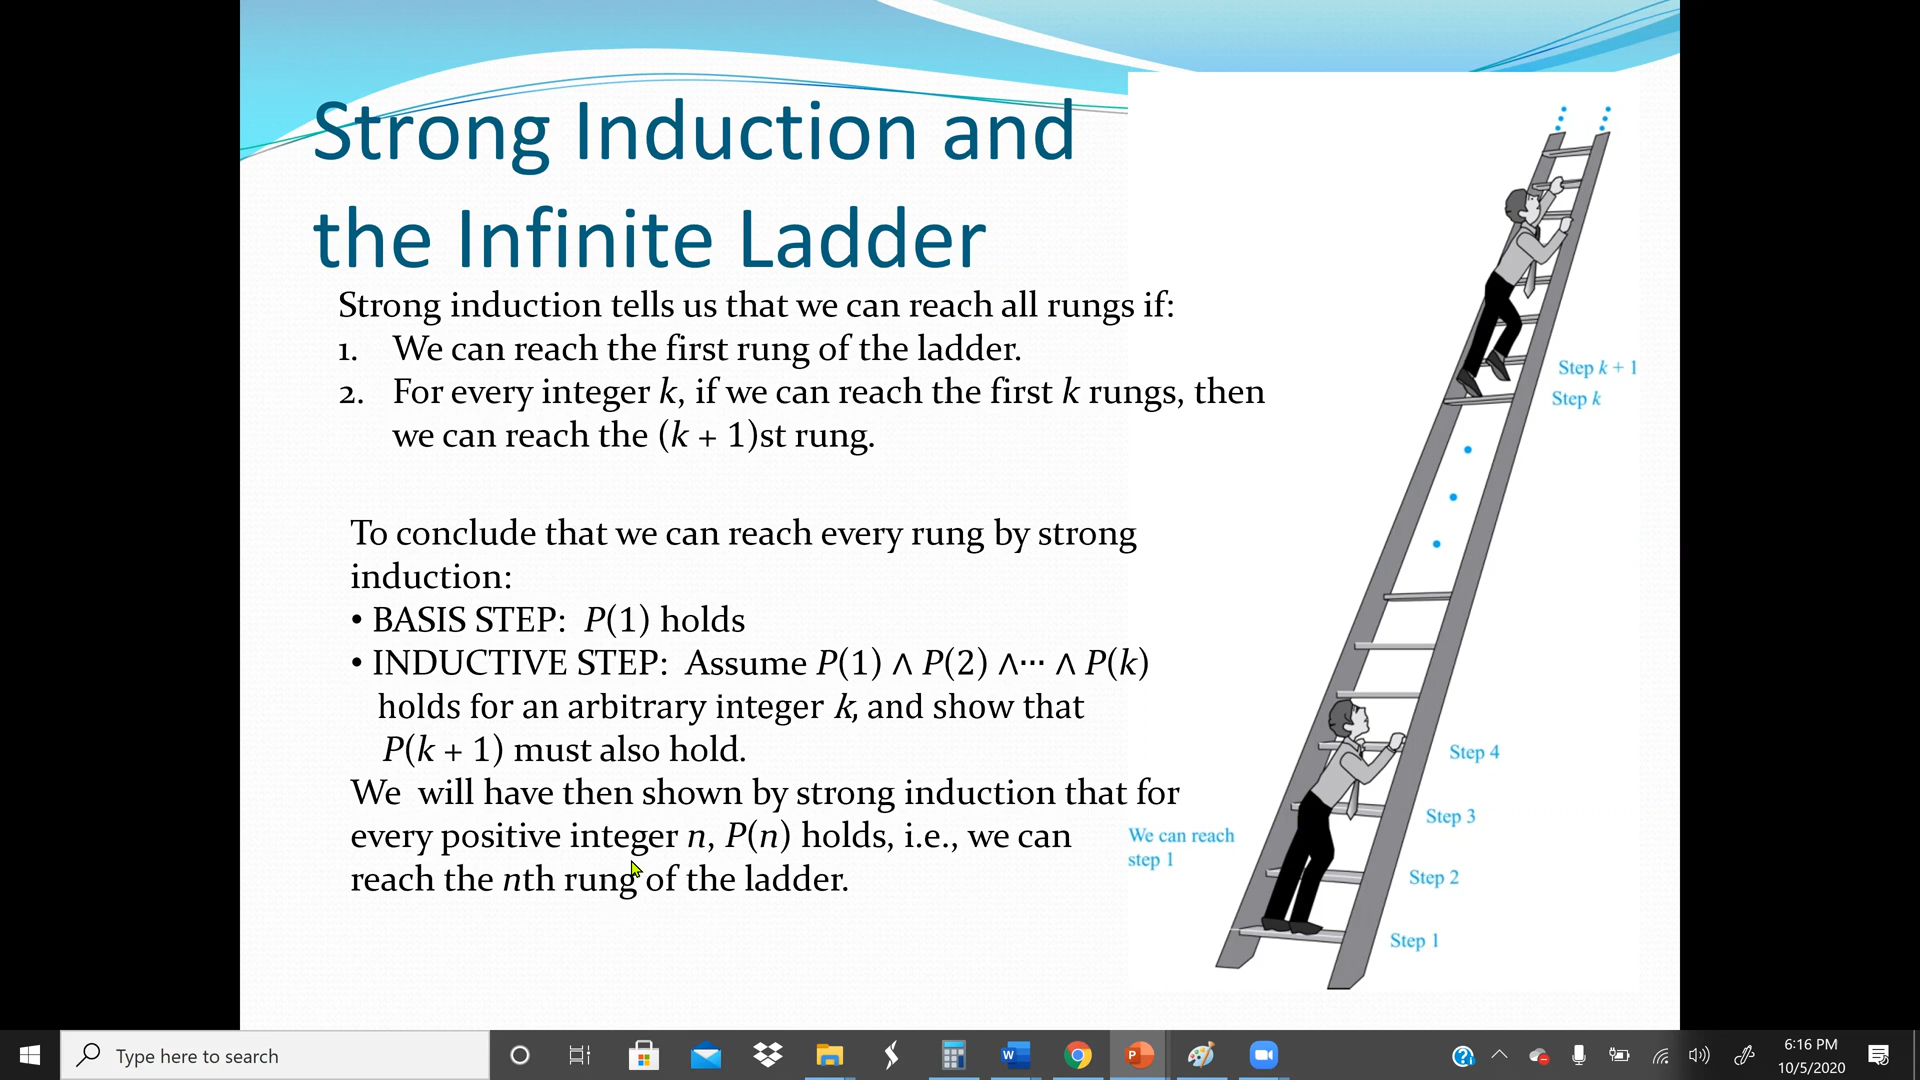 Strong Induction and
the Infinite Ladder
Strong induction tells us that we can reach all rungs if:
1. We can reach the first rung of the ladder.
2. For every integer k, if we can reach the first k rungs, then
we can reach the (k + 1)st rung.
To conclude that we can reach every rung by strong
induction:
• BASIS STEP: P(1) holds
• INDUCTIVE STEP: Assume P(1) ∧ P(2) ∧⋯ ∧ P(k)
holds for an arbitrary integer k, and show that
P(k + 1) must also hold.
We will have then shown by strong induction that for
every positive integer n, P(n) holds, i.e., we can
reach the nth rung of the ladder.
Step k + 1
Step k
Step 4
Step 3
We can reach
step 1
Step 2
Step 1
Type here to search
6:16 PM
10/5/2020